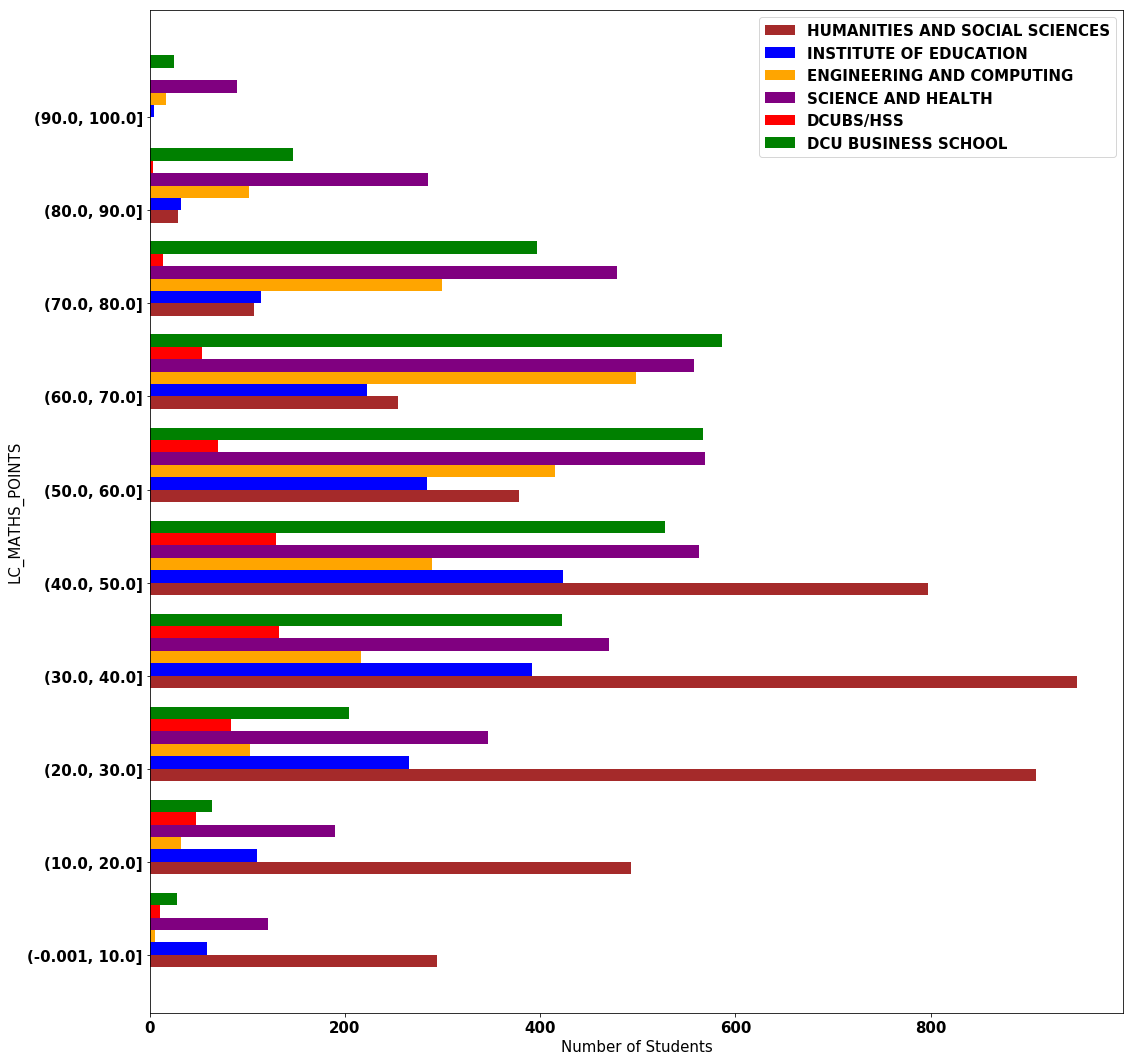 HUMANITIES AND SOCIAL SCIENCES
INSTITUTE OF EDUCATION
ENGINEERING AND COMPUTING
SCIENCE AND HEALTH
DCUBS/HSS
DCU BUSINESS SCHOOL
(90.0, 100.0]
(80.0, 90.0]
(70.0, 80.0]
(60.0, 70.0]
(50.0, 60.0]
(40.0, 50.0]
(30.0, 40.0]
(20.0, 30.0]
(10.0, 20.0]
(-0.001, 10.0]
LC_MATHS_POINTS
0 200 400 600 800
Number of Students